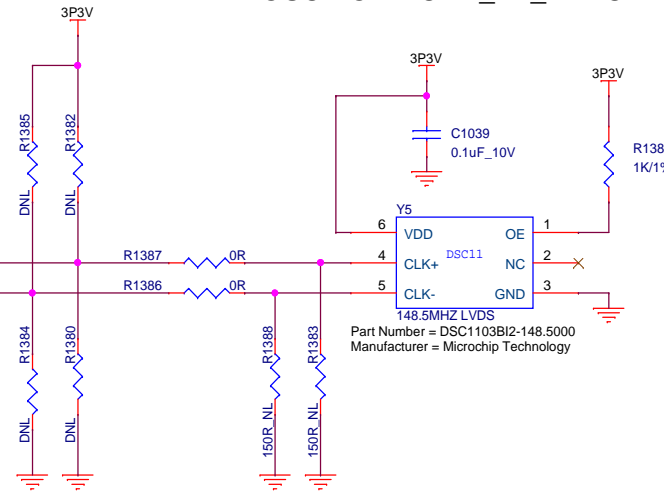 3P3V
3P3V
3P3V
R1385
R1382
DNL
DNL
C1039
0.1uF_10V
1K/1%
Y5
6
VDD
DSC11
OE
1
R1387
0R
4
CLK+
NC
2
R1386
0R
5
CLK-
GND
3
148.5MHZ LVDS
Part Number = DSC1103BI2-148.5000
Manufacturer = Microchip Technology
R1384
R1380
R1388
R1383
DNL
DNL
150R_NL
150R_NL